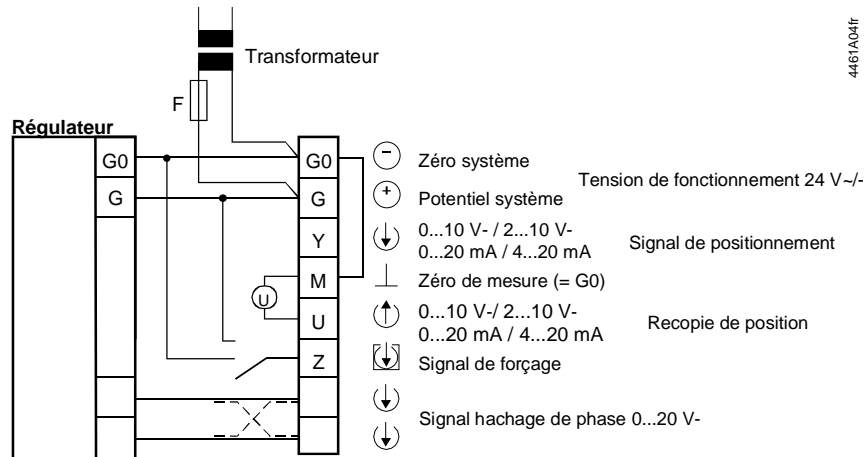 4461A04fr
Transformateur
F
Régulateur
G0 G0 Zéro système
Tension de fonctionnement 24 V~/-
G G Potentiel système
Y 0...10 V- / 2...10 V-
0...20 mA / 4...20 mA
Signal de positionnement
M Zéro de mesure (= G0)
U
U 0...10 V-/ 2...10 V-
0...20 mA / 4...20 mA
Recopie de position
Z Signal de forçage
Signal hachage de phase 0...20 V-